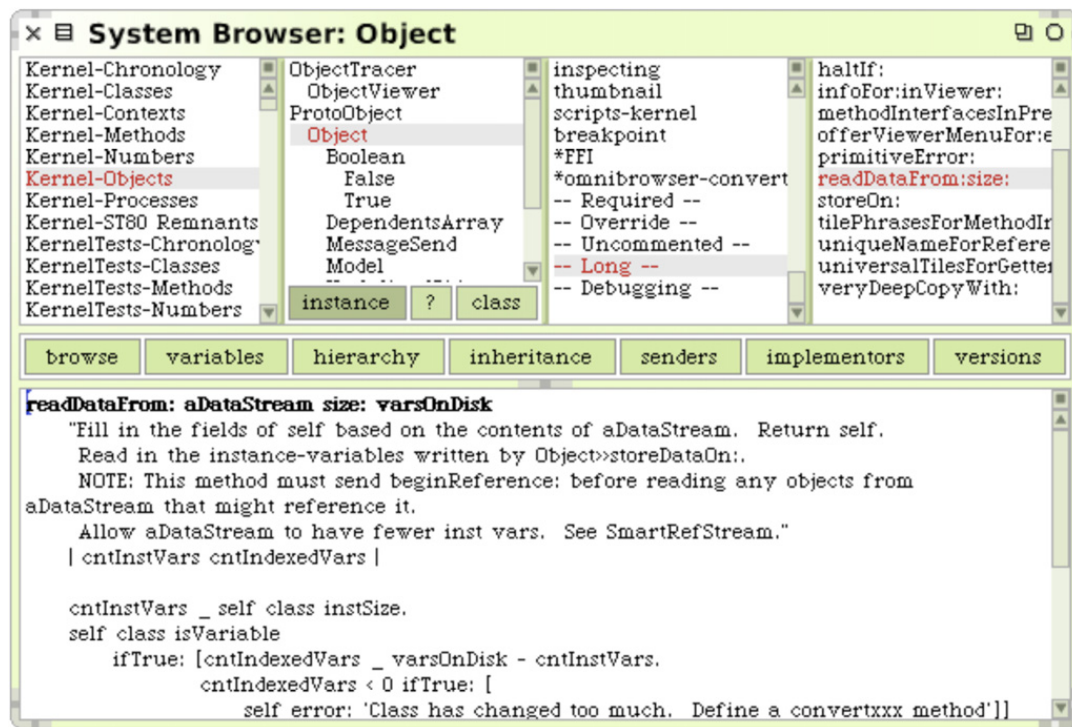 System Browser: Object
Kernel-Chronology
Kernel-Classes
Kernel-Contexts
Kernel-Methods
Kernel-Numbers
Kernel-Objects
Kernel-Processes
Kernel-ST80 Remnants
KernelTests-Chronology
KernelTests-Classes
KernelTests-Methods
KernelTests-Numbers
ObjectTracer
ObjectViewer
ProtoObject
Object
Boolean
False
True
DependentsArray
MessageSend
Model
instance ? class
inspecting
thumbnail
scripts-kernel
breakpoint
*FFI
*omnibrowser-convert
-- Required --
-- Override --
-- Uncommented --
-- Long --
-- Debugging --
haltIf:
infoFor:inViewer:
methodInterfacesInPre
offerViewerMenuFor:e
primitiveError:
readDataFrom:size:
storeOn:
tilePhrasesForMethodIn
uniqueNameForRefere
universalTilesForGetter
veryDeepCopyWith:
browse variables hierarchy inheritance senders implementors versions
readDataFrom: aDataStream size: varsOnDisk
"Fill in the fields of self based on the contents of aDataStream. Return self.
Read in the instance-variables written by Object>>storeDataOn:.
NOTE: This method must send beginReference: before reading any objects from
aDataStream that might reference it.
Allow aDataStream to have fewer inst vars. See SmartRefStream."
| cntInstVars cntIndexedVars |
cntInstVars _ self class instSize.
self class isVariable
ifTrue: [cntIndexedVars _ varsOnDisk - cntInstVars.
cntIndexedVars < 0 ifTrue: [
self error: 'Class has changed too much. Define a convertxxx method']]